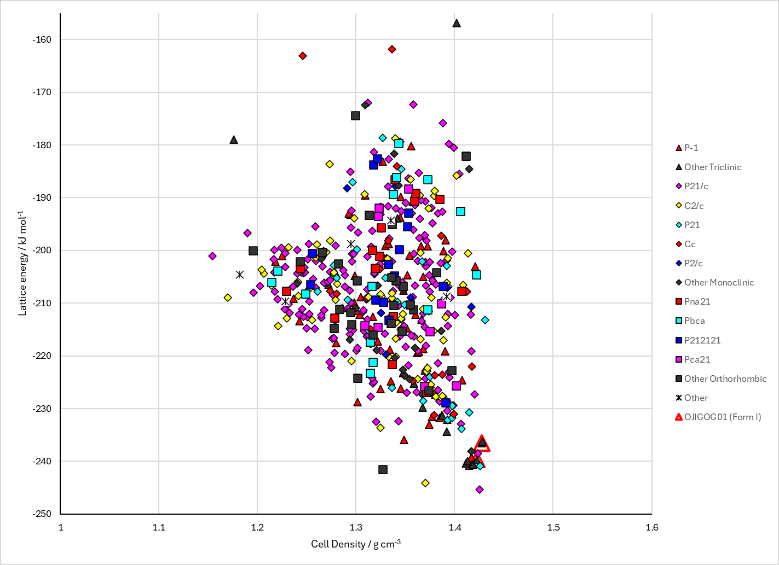 -160
-170
-180
-190
-200
-210
-220
-230
-240
-250
Lattice energy / kJ mol⁻¹
1
1.1
1.2
1.3
1.4
1.5
1.6
Cell Density / g cm⁻³
P-1
Other Triclinic
P21/c
C2/c
P21
Cc
P2/c
Other Monoclinic
Pna21
Pbca
P212121
Pca21
Other Orthorhombic
Other
OJIGOG01 (Form I)